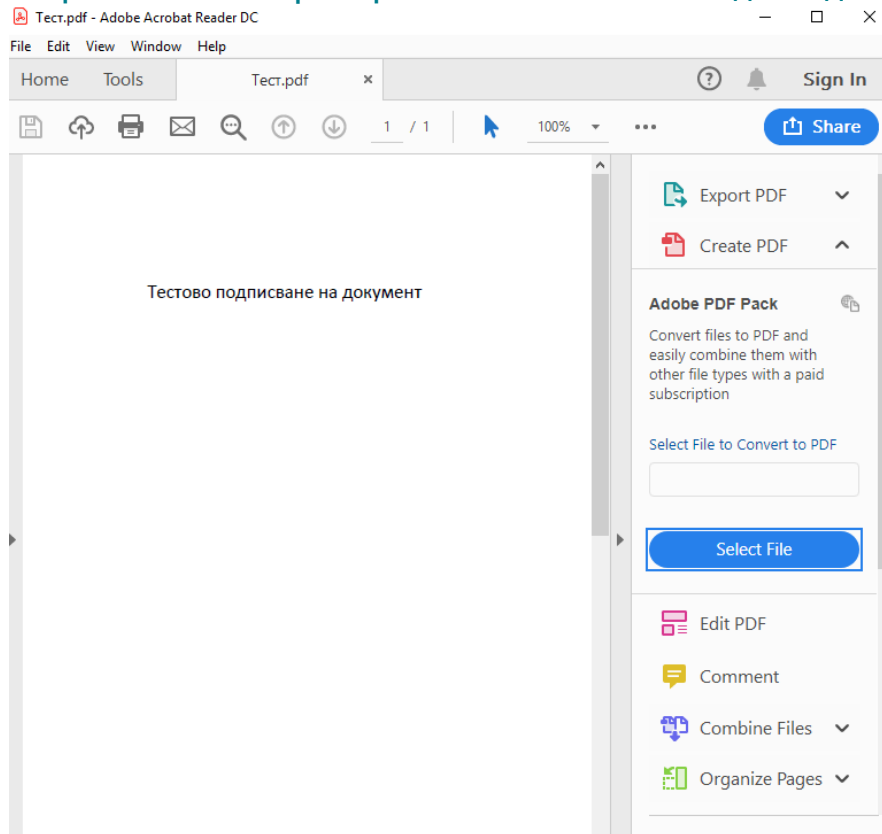 Тест.pdf - Adobe Acrobat Reader DC
File Edit View Window Help
Home Tools Тест.pdf × ? Sign In
1 / 1 100% Share
Тестово подписване на документ
Export PDF
Create PDF
Adobe PDF Pack
Convert files to PDF and
easily combine them with
other file types with a paid
subscription
Select File to Convert to PDF
Select File
Edit PDF
Comment
Combine Files
Organize Pages